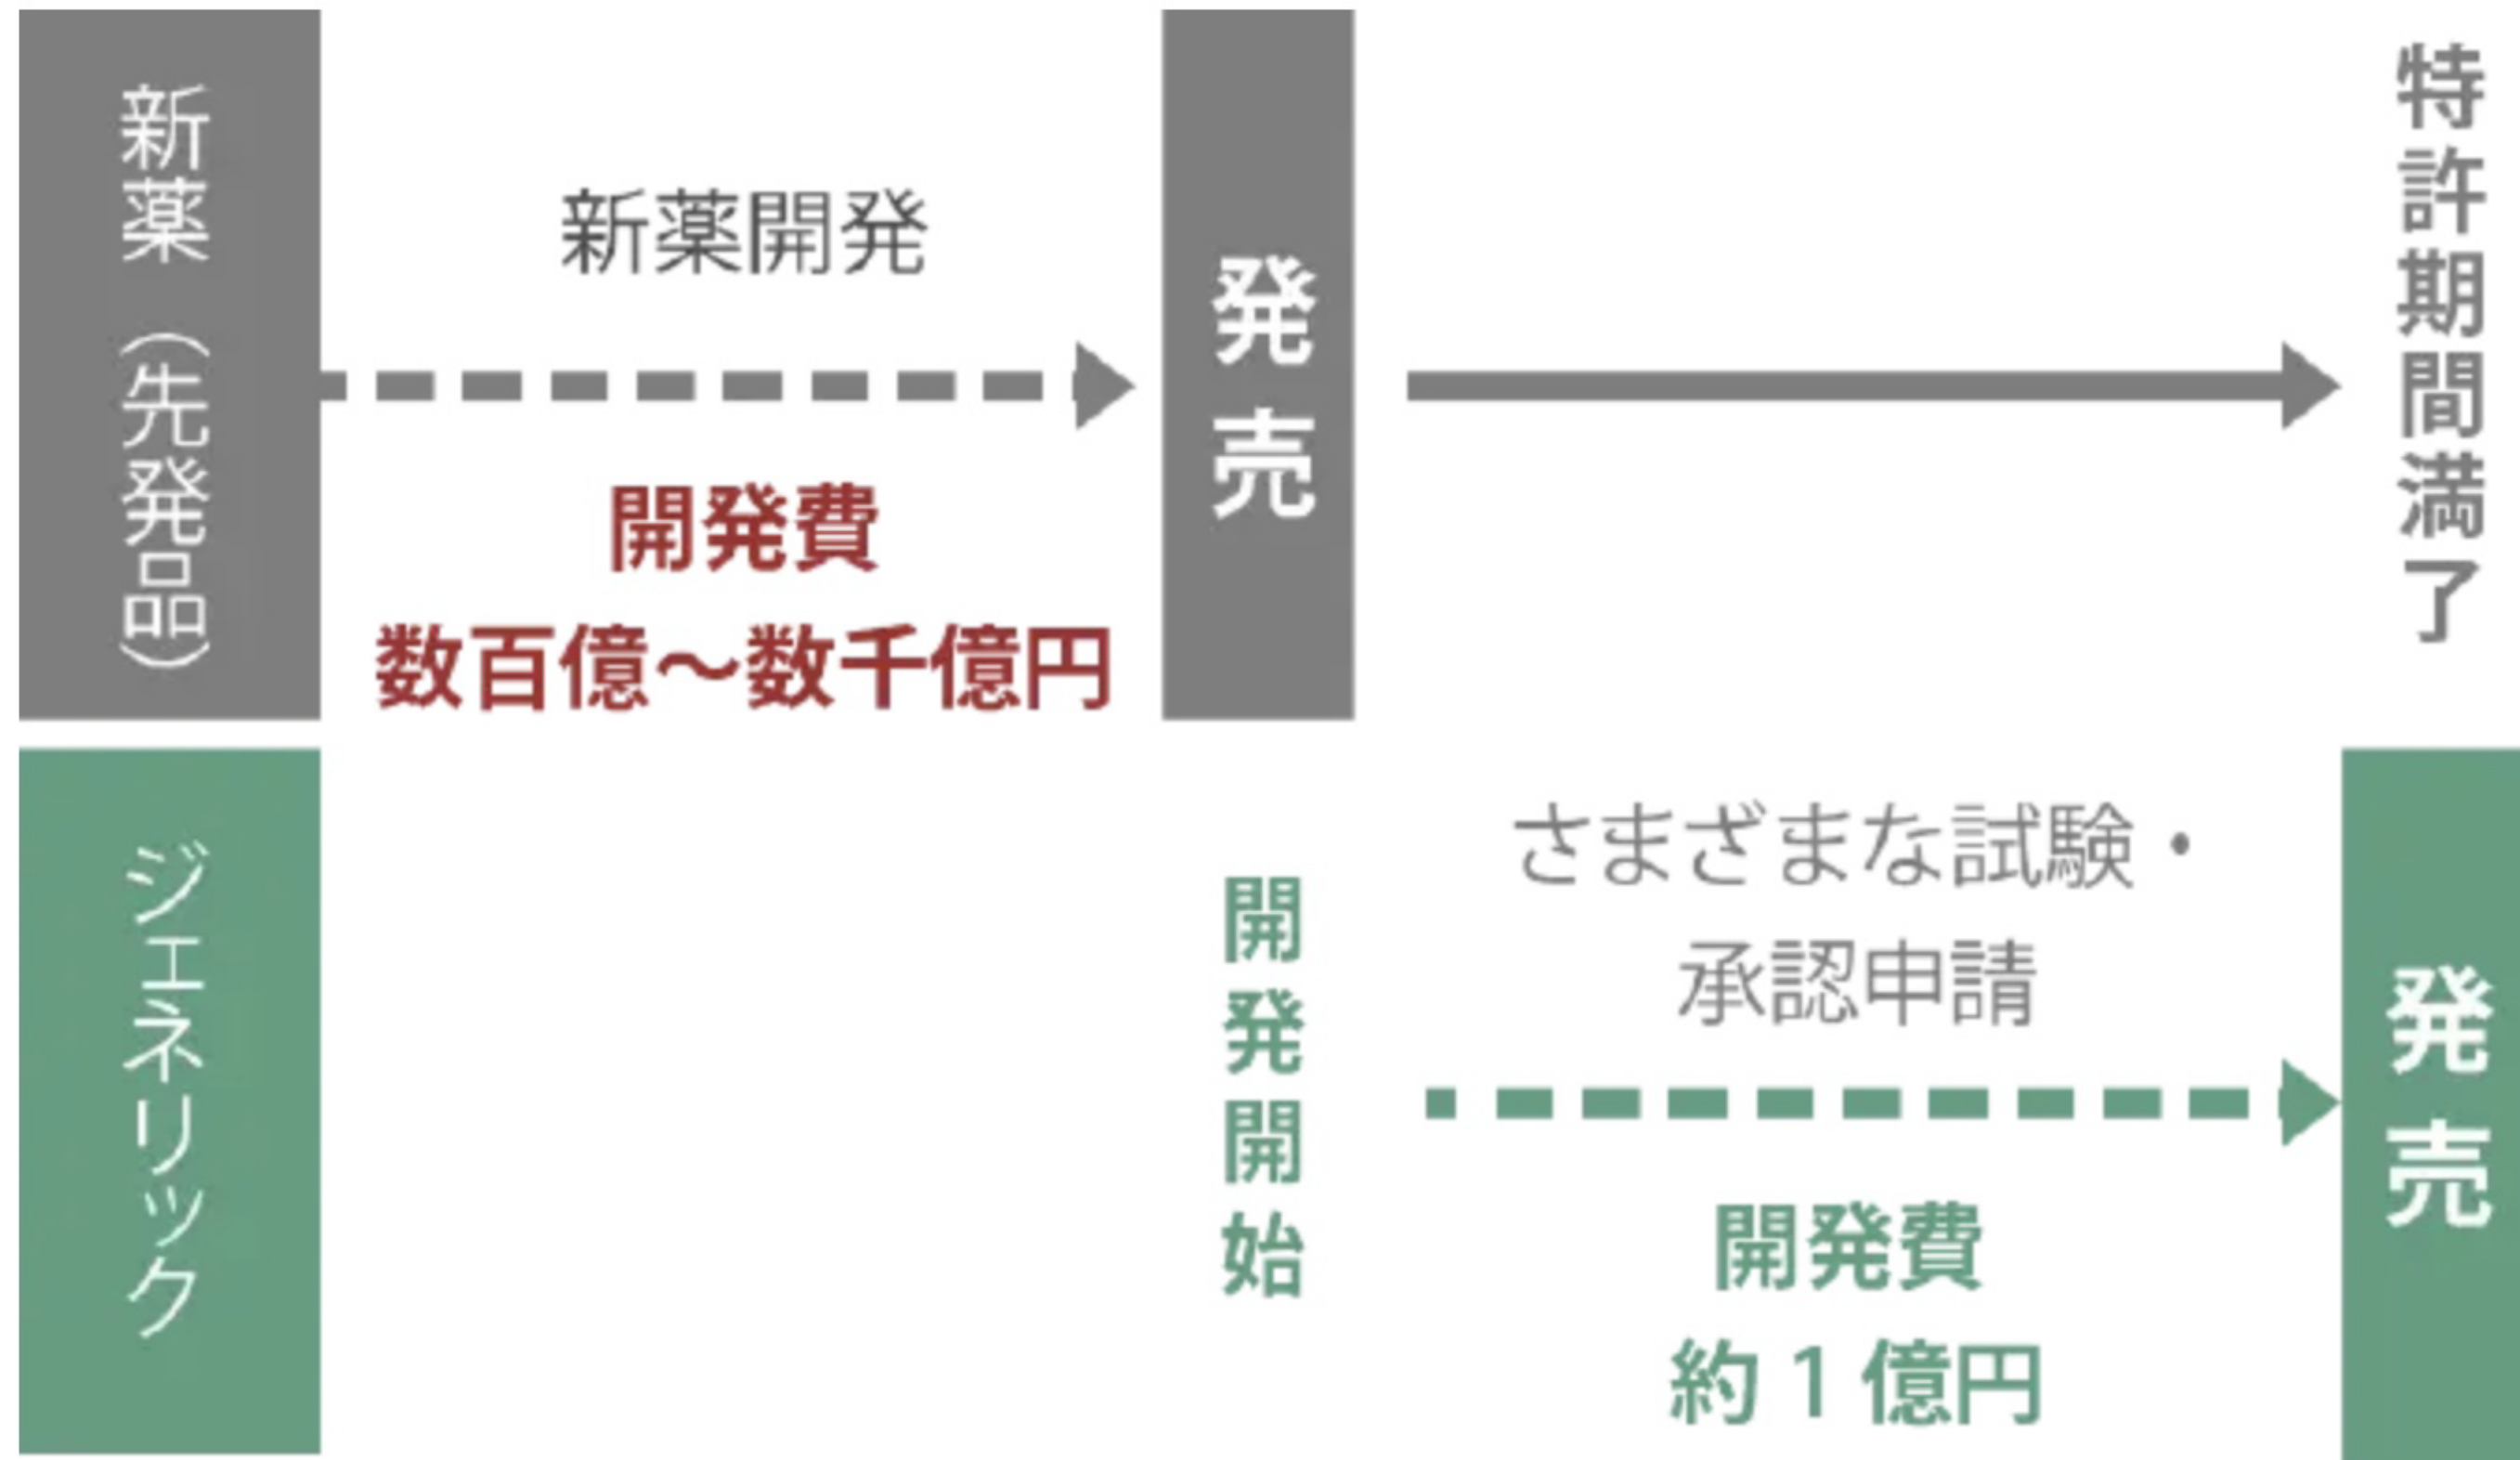 新薬（先発品）
新薬開発
開発費
数百億～数千億円
発売
特許期間満了
ジェネリック
開発開始
さまざまな試験・
承認申請
開発費
約1億円
発売